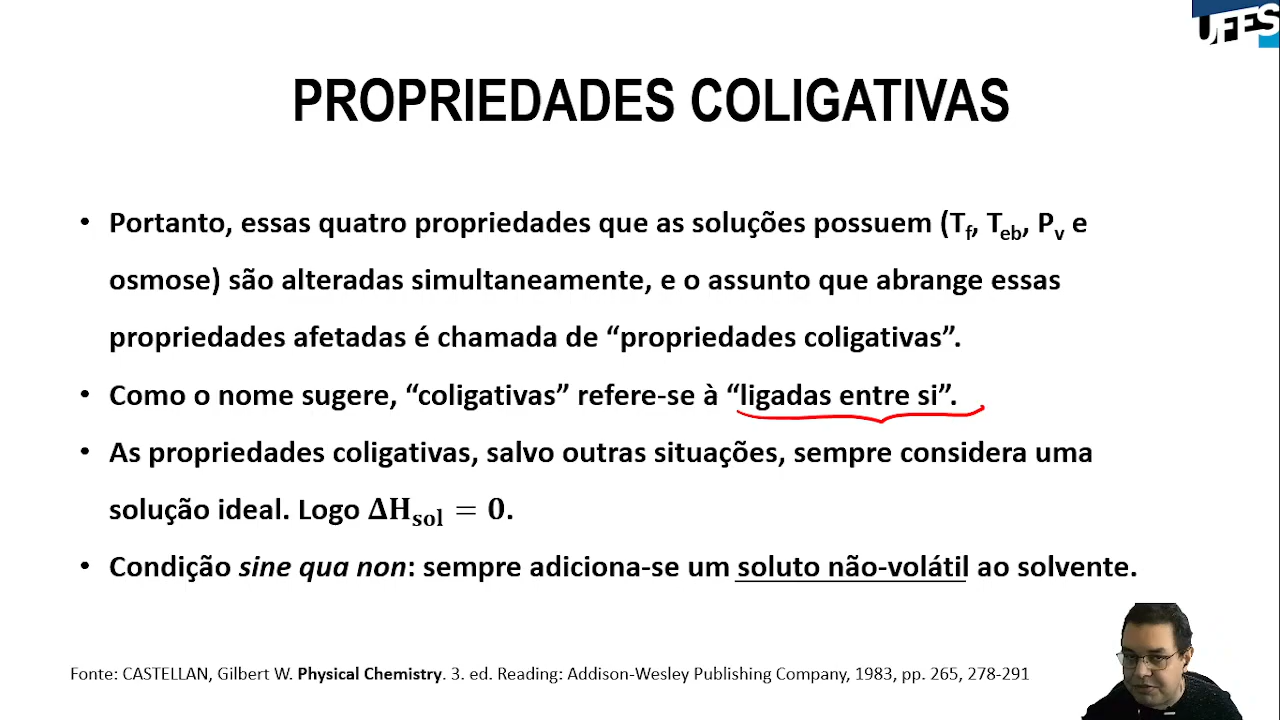 UFES
PROPRIEDADES COLIGATIVAS
• Portanto, essas quatro propriedades que as soluções possuem (Tf, Teb, Pv e
osmose) são alteradas simultaneamente, e o assunto que abrange essas
propriedades afetadas é chamada de “propriedades coligativas”.
• Como o nome sugere, “coligativas” refere-se à “ligadas entre si”.
• As propriedades coligativas, salvo outras situações, sempre considera uma
solução ideal. Logo ΔHsol = 0.
• Condição sine qua non: sempre adiciona-se um soluto não-volátil ao solvente.
Fonte: CASTELLAN, Gilbert W. Physical Chemistry. 3. ed. Reading: Addison-Wesley Publishing Company, 1983, pp. 265, 278-291